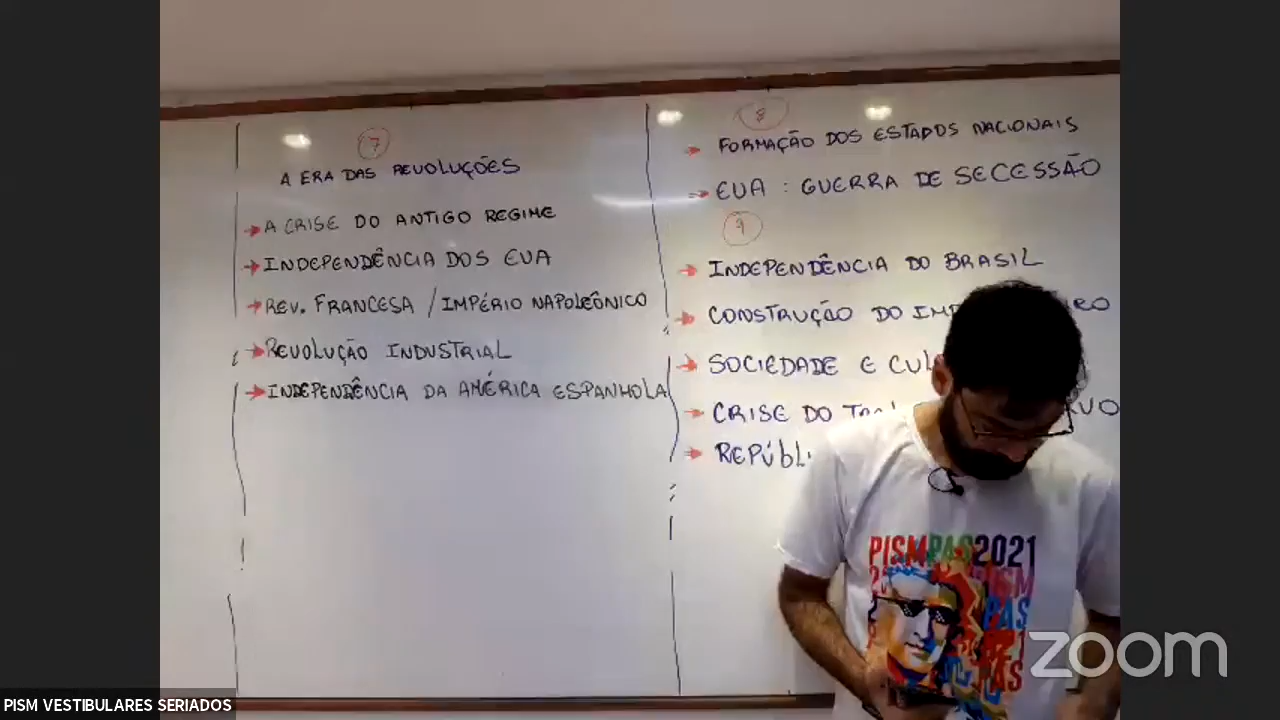 7
A ERA DAS REVOLUÇÕES
A CRISE DO ANTIGO REGIME
INDEPENDÊNCIA DOS EUA
REV. FRANCESA / IMPÉRIO NAPOLEÔNICO
REVOLUÇÃO INDUSTRIAL
INDEPENDÊNCIA DA AMÉRICA ESPANHOLA
8
FORMAÇÃO DOS ESTADOS NACIONAIS
EUA : GUERRA DE SECESSÃO
9
INDEPENDÊNCIA DO BRASIL
CONSTRUÇÃO DO
SOCIEDADE E
CRISE DO
PISMPAS2021
PISM
PAS
zoom
PISM VESTIBULARES SERIADOS